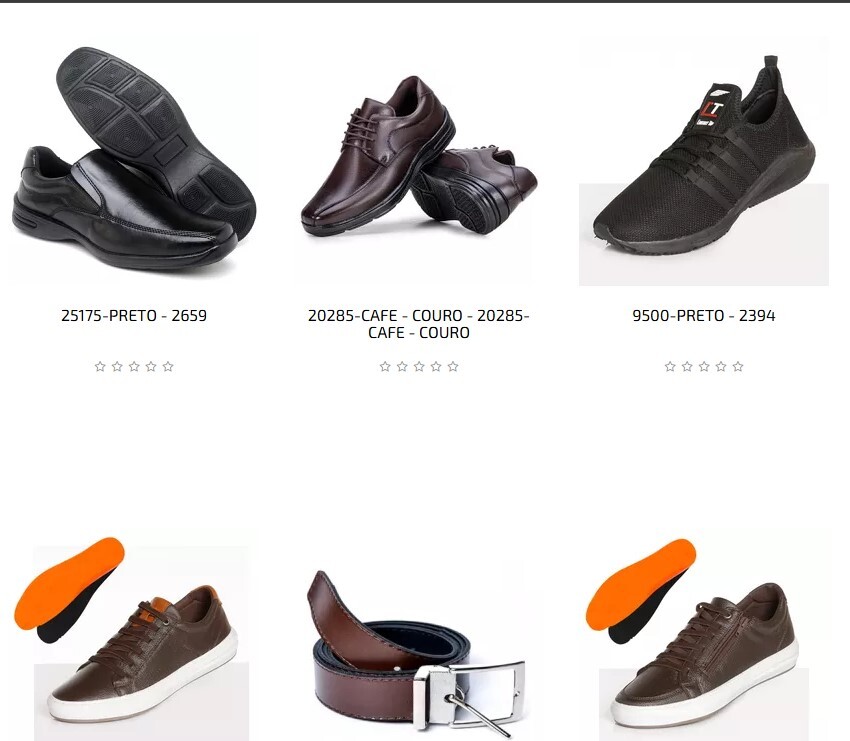 25175-PRETO - 2659
20285-CAFE - COURO - 20285-
CAFE - COURO
9500-PRETO - 2394